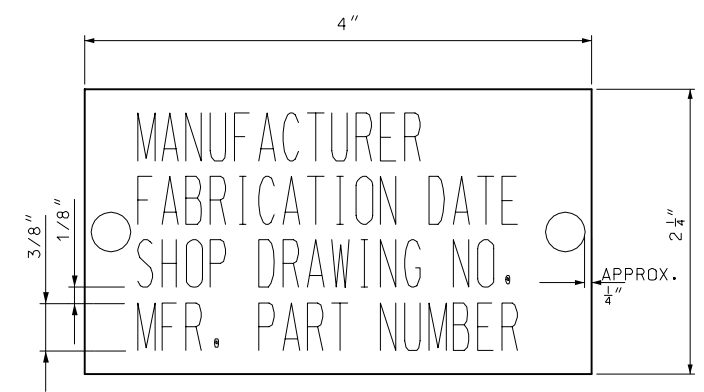 4"
MANUFACTURER
FABRICATION DATE
SHOP DRAWING NO.
MFR. PART NUMBER
3/8"
1/8"
2 1/4"
APPROX.
1/4"